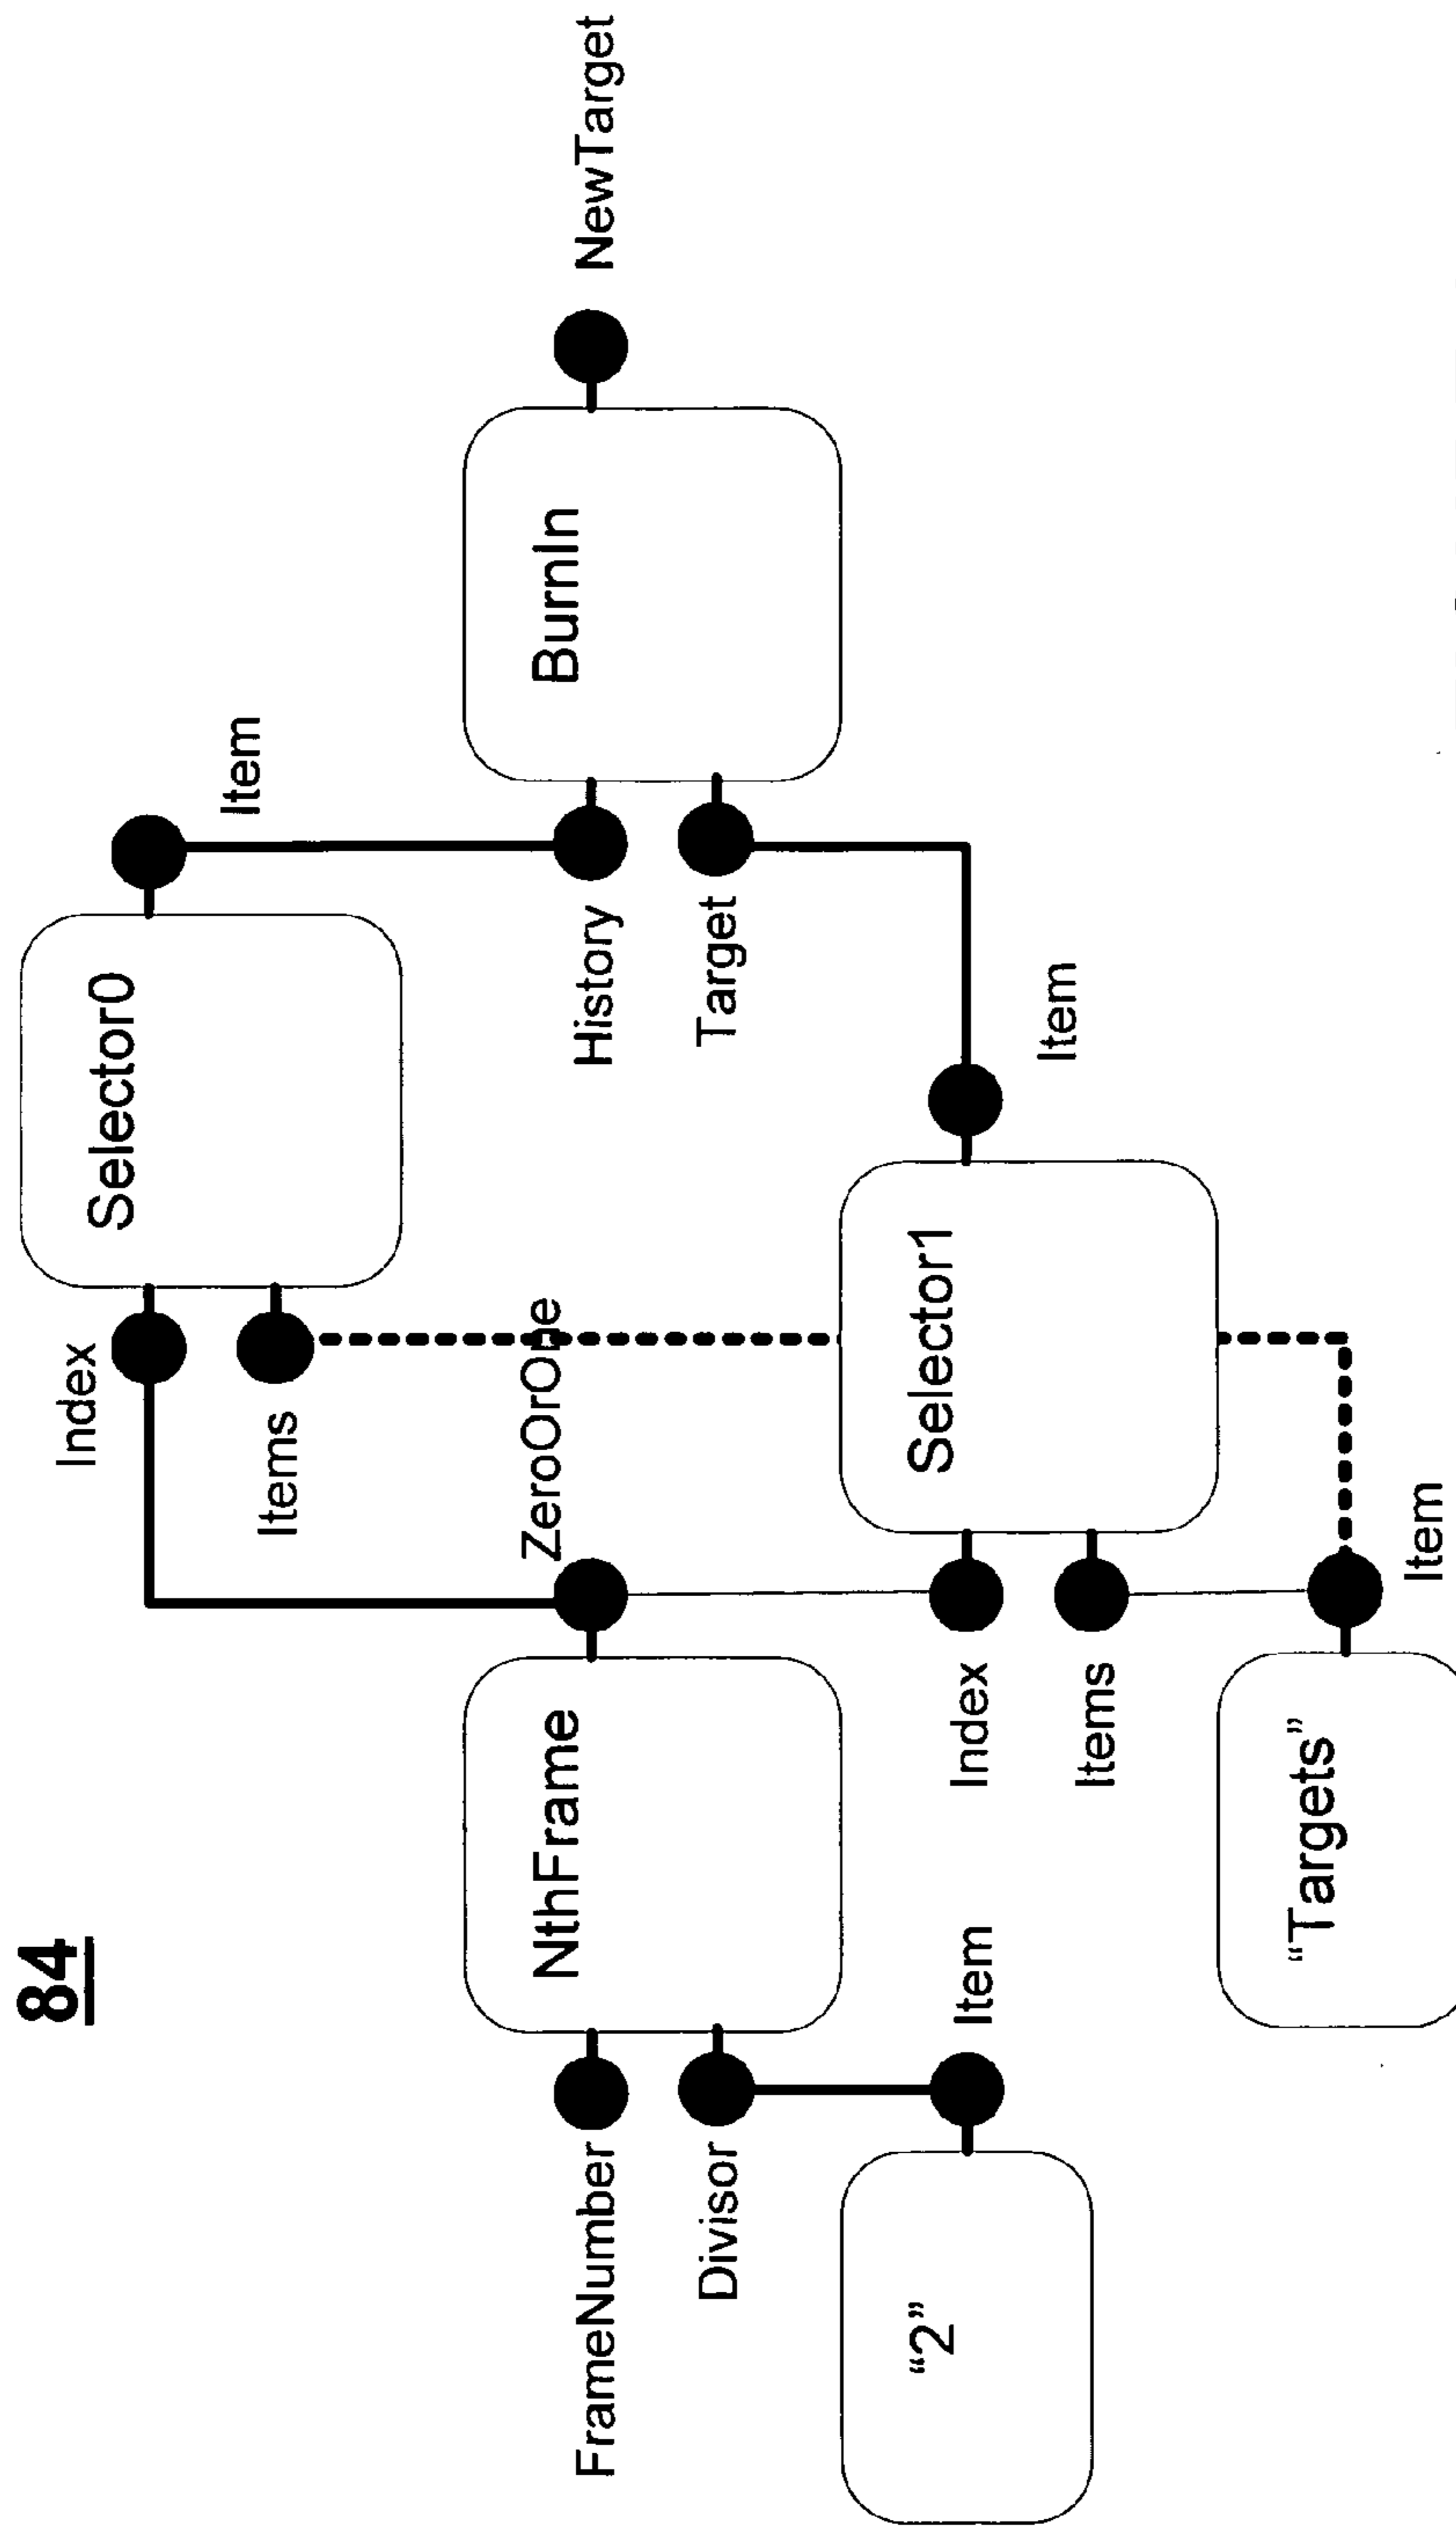 84
Index
Selector0
Item
Items
ZeroOrOne
FrameNumber
NthFrame
History
BurnIn
NewTarget
Divisor
Target
“2”
Item
Index
Selector1
Item
Items
“Targets”
Item